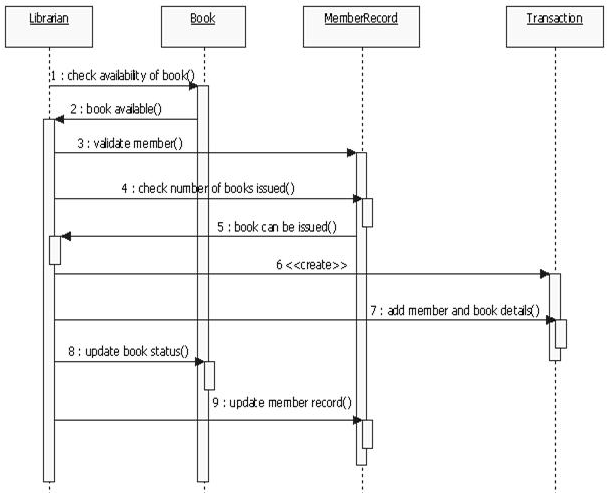 Librarian
Book
MemberRecord
Transaction
1 : check availability of book()
2 : book available()
3 : validate member()
4 : check number of books issued()
5 : book can be issued()
6 <<create>>
7 : add member and book details()
8 : update book status()
9 : update member record()